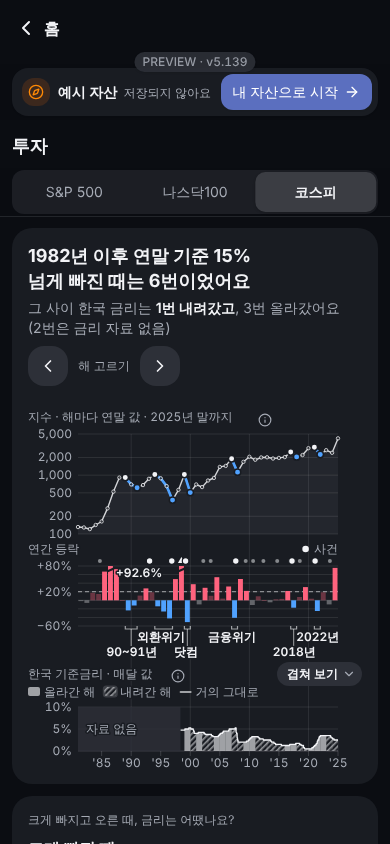 홈
PREVIEW · v5.139
예시 자산 저장되지 않아요 내 자산으로 시작 →
투자
S&P 500 나스닥100 코스피
1982년 이후 연말 기준 15%
넘게 빠진 때는 6번이었어요
그 사이 한국 금리는 1번 내려갔고, 3번 올라갔어요
(2번은 금리 자료 없음)
해 고르기
지수 · 해마다 연말 값 · 2025년 말까지
5,000
2,000
1,000
500
200
100
연간 등락 사건
+80%
+92.6%
+20%
−60%
외환위기 금융위기 2022년
90~91년 닷컴 2018년
한국 기준금리 · 매달 값 겹쳐 보기
올라간 해 내려간 해 거의 그대로
10%
자료 없음
5%
0%
'85 '90 '95 '00 '05 '10 '15 '20 '25
크게 빠지고 오른 때, 금리는 어땠나요?